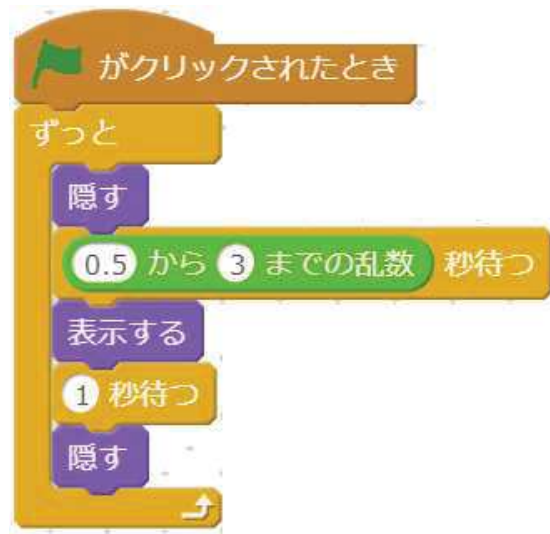 がクリックされたとき
ずっと
隠す
0.5 から 3 までの乱数 秒待つ
表示する
1 秒待つ
隠す